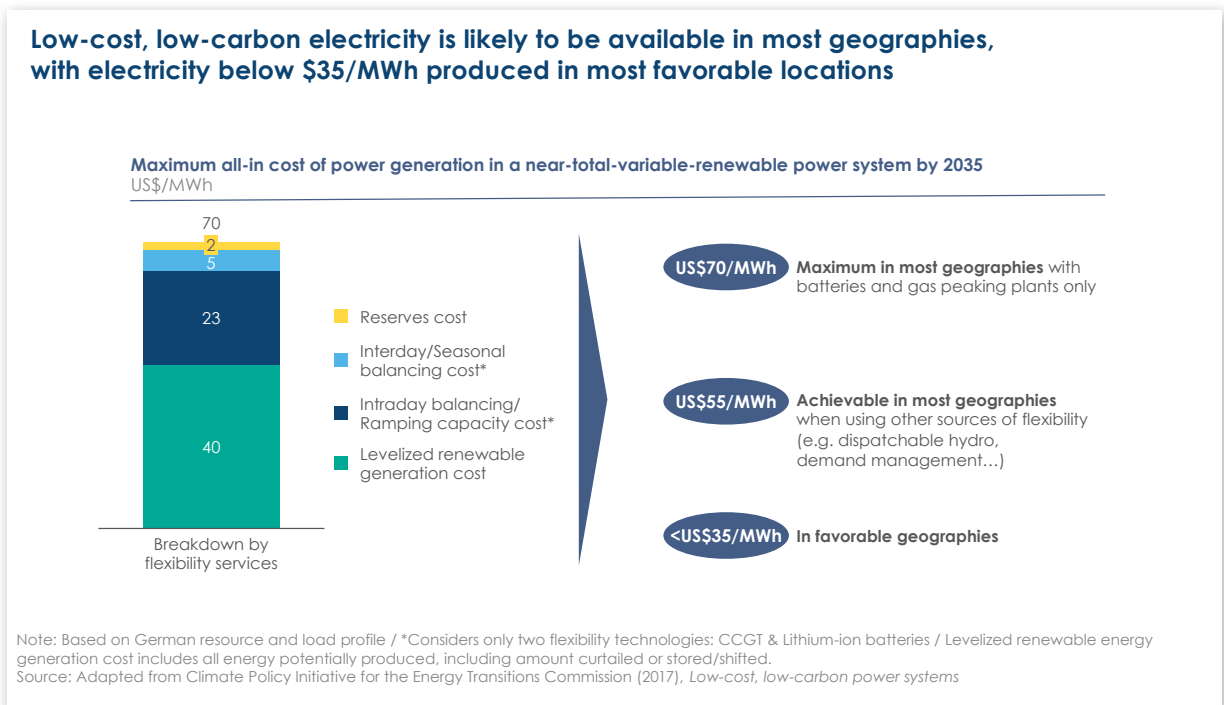 Low-cost, low-carbon electricity is likely to be available in most geographies,
with electricity below $35/MWh produced in most favorable locations
Maximum all-in cost of power generation in a near-total-variable-renewable power system by 2035
US$/MWh
70
2
5
23
40
Breakdown by
flexibility services
Reserves cost
Interday/Seasonal
balancing cost*
Intraday balancing/
Ramping capacity cost*
Levelized renewable
generation cost
US$70/MWh
Maximum in most geographies with
batteries and gas peaking plants only
US$55/MWh
Achievable in most geographies
when using other sources of flexibility
(e.g. dispatchable hydro,
demand management…)
<US$35/MWh
In favorable geographies
Note: Based on German resource and load profile / *Considers only two flexibility technologies: CCGT & Lithium-ion batteries / Levelized renewable energy
generation cost includes all energy potentially produced, including amount curtailed or stored/shifted.
Source: Adapted from Climate Policy Initiative for the Energy Transitions Commission (2017), Low-cost, low-carbon power systems